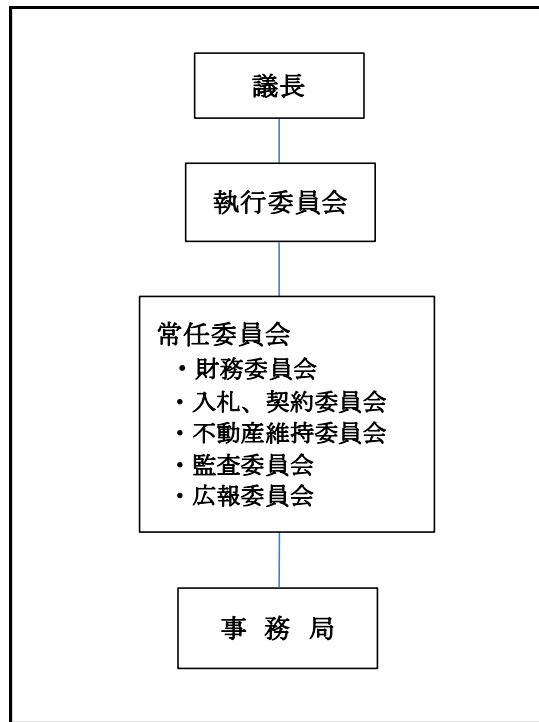 議長
執行委員会
常任委員会
・財務委員会
・入札、契約委員会
・不動産維持委員会
・監査委員会
・広報委員会
事 務 局